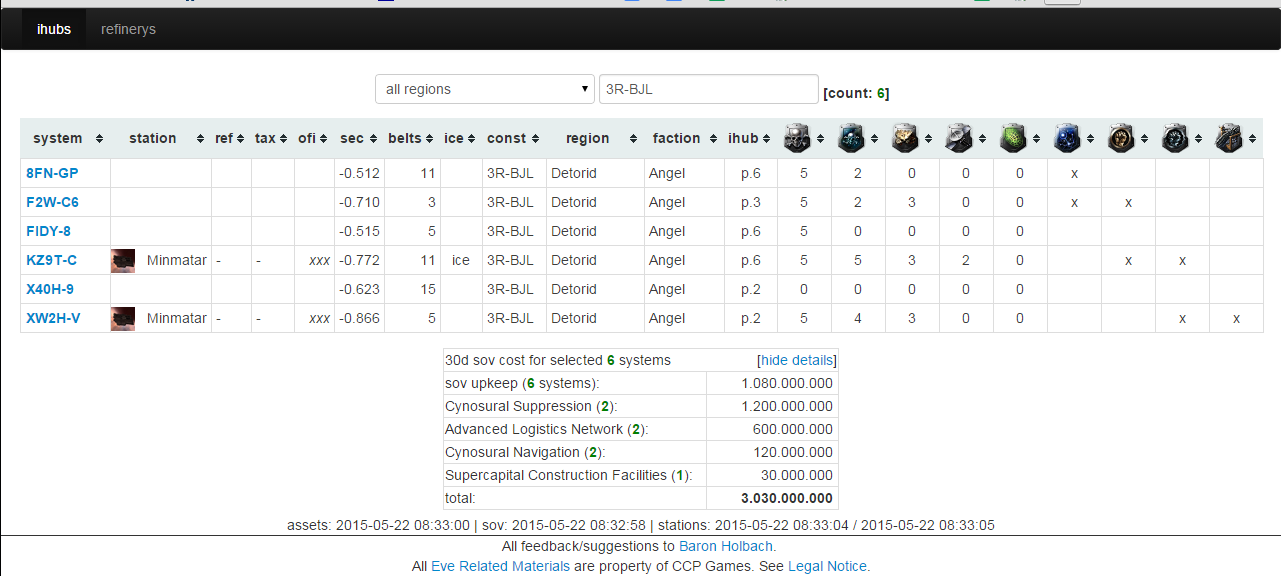 ihubs refinerys
all regions 3R-BJL [count: 6]
system station ref tax ofi sec belts ice const region faction ihub
8FN-GP -0.512 11 3R-BJL Detorid Angel p.6 5 2 0 0 0 x
F2W-C6 -0.710 3 3R-BJL Detorid Angel p.3 5 2 3 0 0 x x
FIDY-8 -0.515 5 3R-BJL Detorid Angel p.6 5 0 0 0 0
KZ9T-C Minmatar - - xxx -0.772 11 ice 3R-BJL Detorid Angel p.6 5 5 3 2 0 x x
X40H-9 -0.623 15 3R-BJL Detorid Angel p.2 0 0 0 0 0
XW2H-V Minmatar - - xxx -0.866 5 3R-BJL Detorid Angel p.2 5 4 3 0 0 x x
30d sov cost for selected 6 systems [hide details]
sov upkeep (6 systems): 1.080.000.000
Cynosural Suppression (2): 1.200.000.000
Advanced Logistics Network (2): 600.000.000
Cynosural Navigation (2): 120.000.000
Supercapital Construction Facilities (1): 30.000.000
total: 3.030.000.000
assets: 2015-05-22 08:33:00 | sov: 2015-05-22 08:32:58 | stations: 2015-05-22 08:33:04 / 2015-05-22 08:33:05
All feedback/suggestions to Baron Holbach.
All Eve Related Materials are property of CCP Games. See Legal Notice.